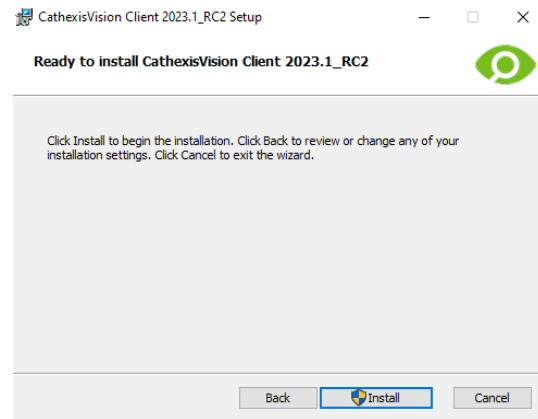 CathexisVision Client 2023.1_RC2 Setup
Ready to install CathexisVision Client 2023.1_RC2
Click Install to begin the installation. Click Back to review or change any of your
installation settings. Click Cancel to exit the wizard.
Back Install Cancel